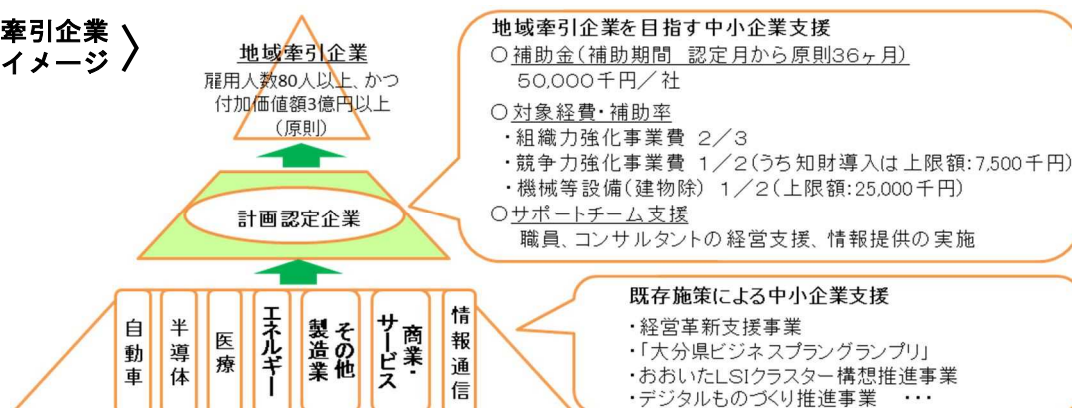 牽引企業
イメージ
地域牽引企業
雇用人数80人以上、かつ
付加価値額3億円以上
(原則)
計画認定企業
自動車
半導体
医療
エネルギー
その他
製造業
商業・
サービス
情報通信
地域牽引企業を目指す中小企業支援
○補助金(補助期間 認定月から原則36ヶ月)
50,000千円/社
○対象経費・補助率
・組織力強化事業費 2/3
・競争力強化事業費 1/2(うち知財導入は上限額:7,500千円)
・機械等設備(建物除) 1/2(上限額:25,000千円)
○サポートチーム支援
職員、コンサルタントの経営支援、情報提供の実施
既存施策による中小企業支援
・経営革新支援事業
・「大分県ビジネスプラングランプリ」
・おおいたLSIクラスター構想推進事業
・デジタルものづくり推進事業 ・・・